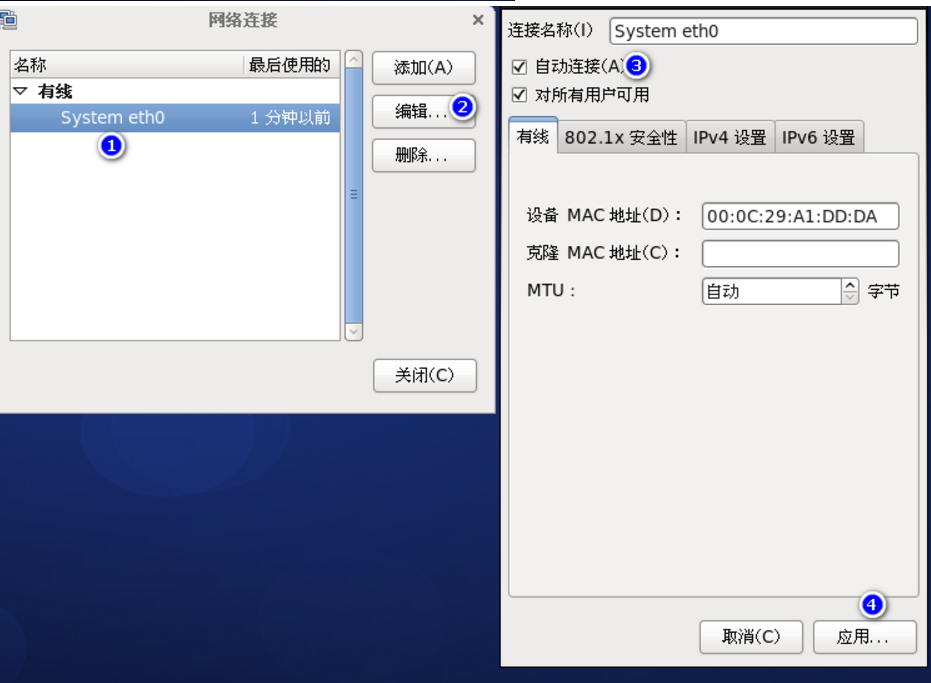 网络连接
名称 最后使用的
有线
System eth0 1 分钟以前
1
添加(A)
编辑... 2
删除...
关闭(C)
连接名称(I) System eth0
自动连接(A) 3
对所有用户可用
有线 802.1x 安全性 IPv4 设置 IPv6 设置
设备 MAC 地址(D)： 00:0C:29:A1:DD:DA
克隆 MAC 地址(C)：
MTU： 自动 字节
4
取消(C) 应用...